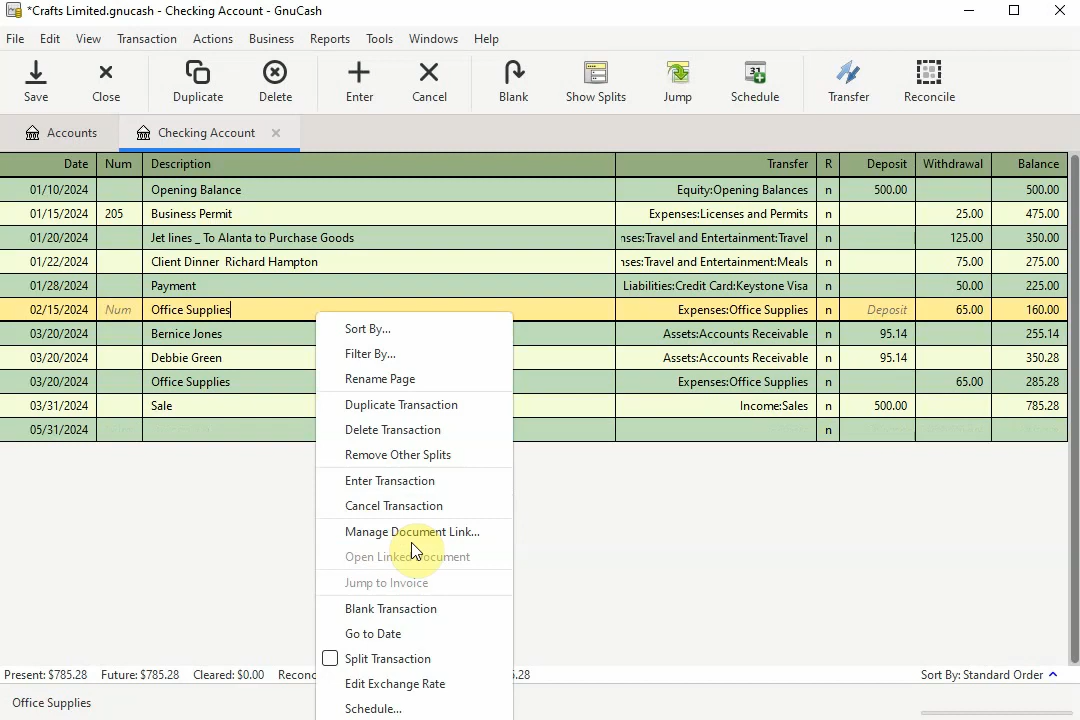 *Crafts Limited.gnucash - Checking Account - GnuCash
File Edit View Transaction Actions Business Reports Tools Windows Help
Save Close Duplicate Delete Enter Cancel Blank Show Splits Jump Schedule Transfer Reconcile
Accounts Checking Account
Date Num Description Transfer R Deposit Withdrawal Balance
01/10/2024 Opening Balance Equity:Opening Balances n 500.00 500.00
01/15/2024 205 Business Permit Expenses:Licenses and Permits n 25.00 475.00
01/20/2024 Jet lines _ To Alanta to Purchase Goods nses:Travel and Entertainment:Travel n 125.00 350.00
01/22/2024 Client Dinner Richard Hampton nses:Travel and Entertainment:Meals n 75.00 275.00
01/28/2024 Payment Liabilities:Credit Card:Keystone Visa n 50.00 225.00
02/15/2024 Num Office Supplies Expenses:Office Supplies n Deposit 65.00 160.00
03/20/2024 Bernice Jones Assets:Accounts Receivable n 95.14 255.14
03/20/2024 Debbie Green Assets:Accounts Receivable n 95.14 350.28
03/20/2024 Office Supplies Expenses:Office Supplies n 65.00 285.28
03/31/2024 Sale Income:Sales n 500.00 785.28
05/31/2024 n
Sort By...
Filter By...
Rename Page
Duplicate Transaction
Delete Transaction
Remove Other Splits
Enter Transaction
Cancel Transaction
Manage Document Link...
Open Linked Document
Jump to Invoice
Blank Transaction
Go to Date
Split Transaction
Edit Exchange Rate
Schedule...
Present: $785.28 Future: $785.28 Cleared: $0.00 Reconc 5.28 Sort By: Standard Order
Office Supplies